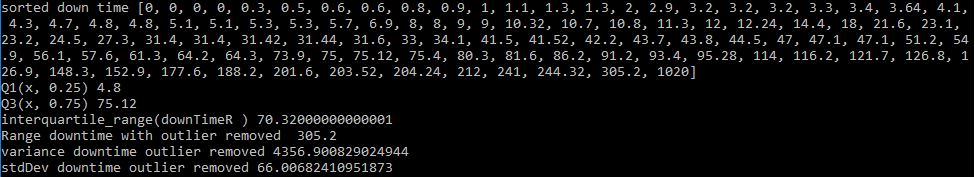 sorted down time [0, 0, 0, 0, 0.3, 0.5, 0.6, 0.6, 0.8, 0.9, 1, 1.1, 1.3, 1.3, 2, 2.9, 3.2, 3.2, 3.2, 3.3, 3.4, 3.64, 4.1,
4.3, 4.7, 4.8, 4.8, 5.1, 5.1, 5.3, 5.3, 5.7, 6.9, 8, 8, 9, 9, 10.32, 10.7, 10.8, 11.3, 12, 12.24, 14.4, 18, 21.6, 23.1,
23.2, 24.5, 27.3, 31.4, 31.4, 31.42, 31.44, 31.6, 33, 34.1, 41.5, 41.52, 42.2, 43.7, 43.8, 44.5, 47, 47.1, 47.1, 51.2, 54
.9, 56.1, 57.6, 61.3, 64.2, 64.3, 73.9, 75, 75.12, 75.4, 80.3, 81.6, 86.2, 91.2, 93.4, 95.28, 114, 116.2, 121.7, 126.8, 1
26.9, 148.3, 152.9, 177.6, 188.2, 201.6, 203.52, 204.24, 212, 241, 244.32, 305.2, 1020]
Q1(x, 0.25) 4.8
Q3(x, 0.75) 75.12
interquartile_range(downTimeR ) 70.32000000000001
Range downtime with outlier removed  305.2
variance downtime outlier removed 4356.900829024944
stdDev downtime outlier removed 66.00682410951873